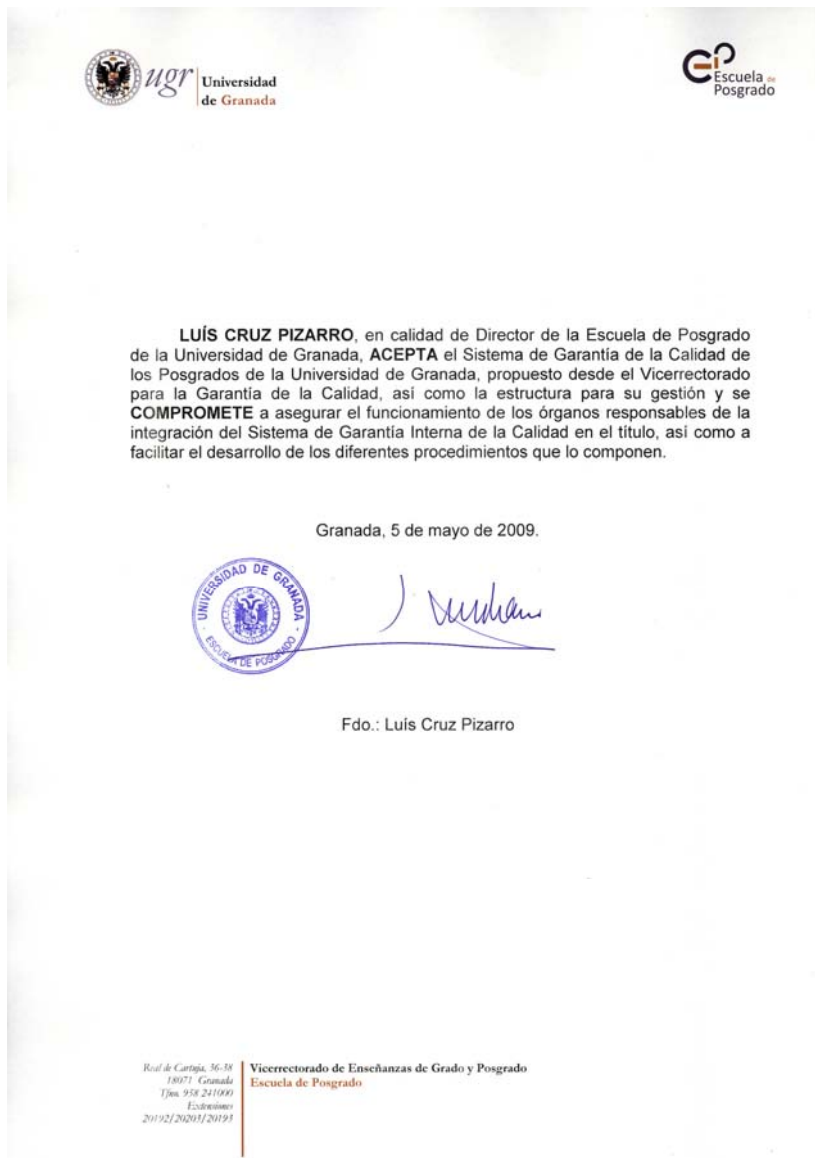 ugr Universidad
de Granada
Escuela de
Posgrado
LUÍS CRUZ PIZARRO, en calidad de Director de la Escuela de Posgrado
de la Universidad de Granada, ACEPTA el Sistema de Garantía de la Calidad de
los Posgrados de la Universidad de Granada, propuesto desde el Vicerrectorado
para la Garantía de la Calidad, así como la estructura para su gestión y se
COMPROMETE a asegurar el funcionamiento de los órganos responsables de la
integración del Sistema de Garantía Interna de la Calidad en el título, así como a
facilitar el desarrollo de los diferentes procedimientos que lo componen.
Granada, 5 de mayo de 2009.
UNIVERSIDAD DE GRANADA
ESCUELA DE POSGRADO
Fdo.: Luís Cruz Pizarro
Real de Cartuja, 36-38
18071 Granada
Tfno. 958 241000
Extensiones
20192/20203/20193
Vicerrectorado de Enseñanzas de Grado y Posgrado
Escuela de Posgrado